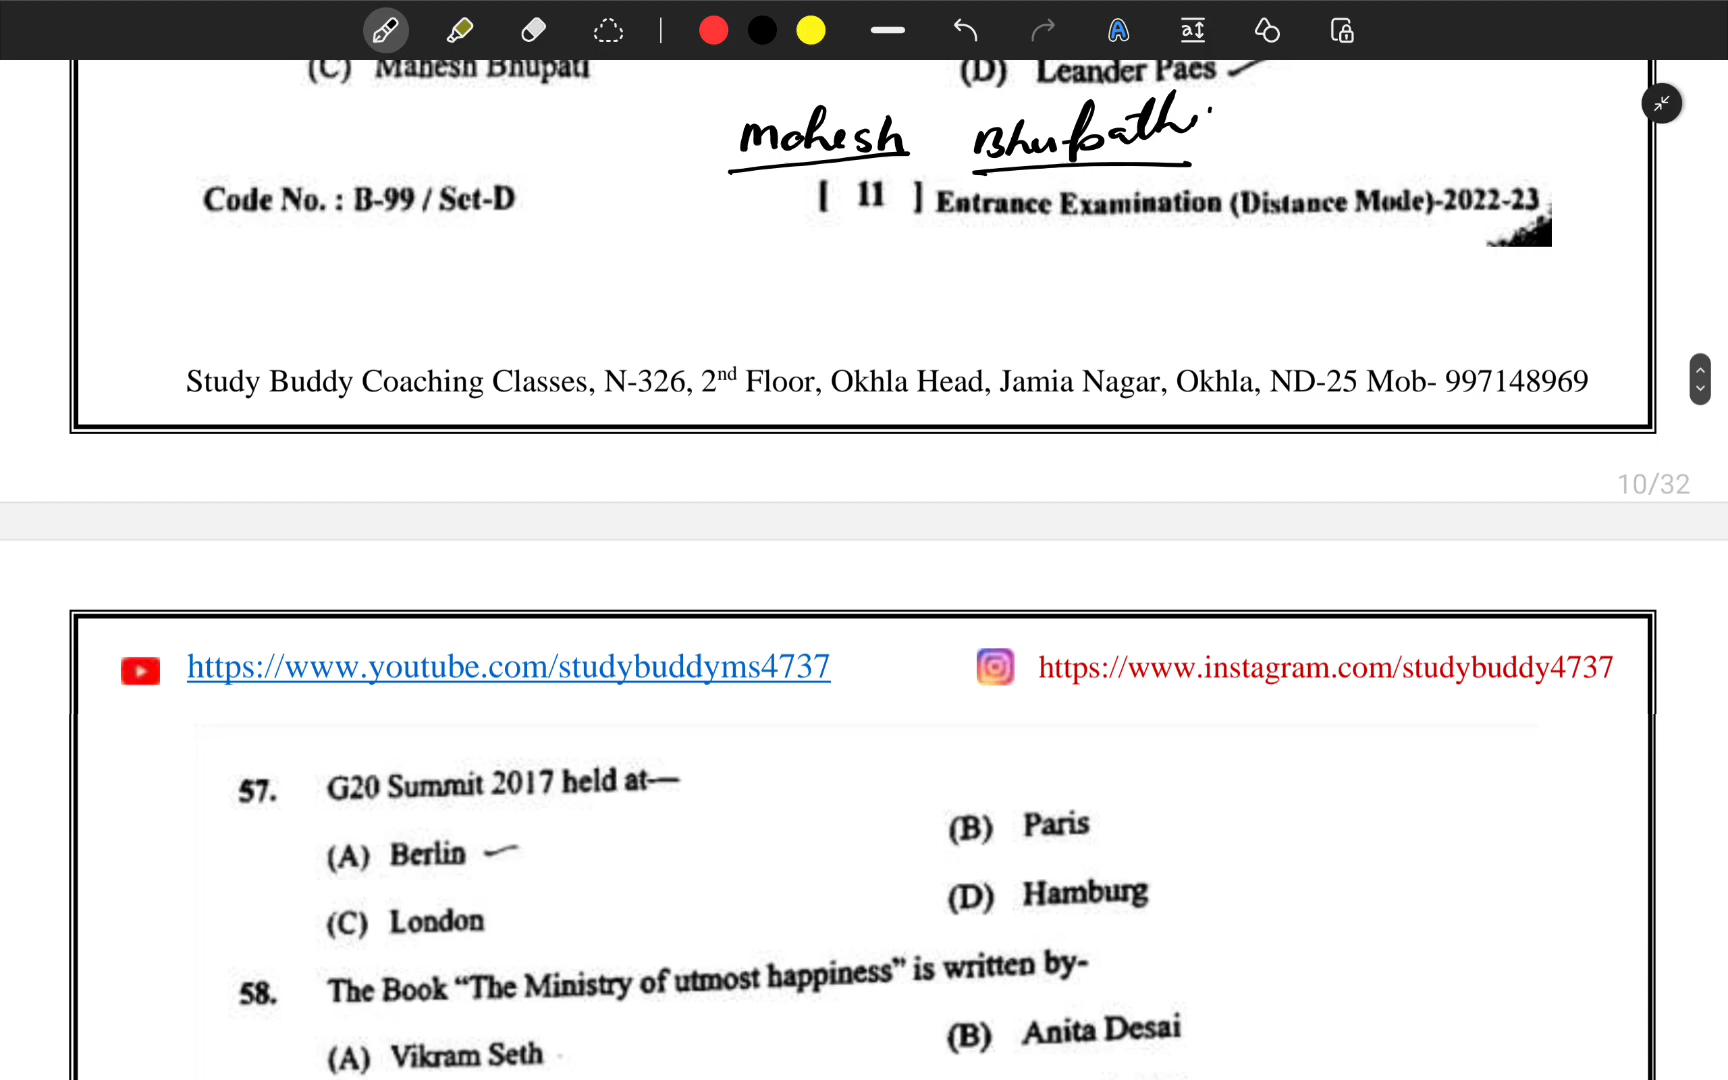 (C) Mahesh Bhupati
(D) Leander Paes
Mohesh Bhupathi
Code No. : B-99 / Set-D
[ 11 ] Entrance Examination (Distance Mode)-2022-23
Study Buddy Coaching Classes, N-326, 2nd Floor, Okhla Head, Jamia Nagar, Okhla, ND-25 Mob- 997148969
10/32
https://www.youtube.com/studybuddyms4737
https://www.instagram.com/studybuddy4737
57. G20 Summit 2017 held at—
(A) Berlin
(B) Paris
(C) London
(D) Hamburg
58. The Book “The Ministry of utmost happiness” is written by-
(A) Vikram Seth
(B) Anita Desai